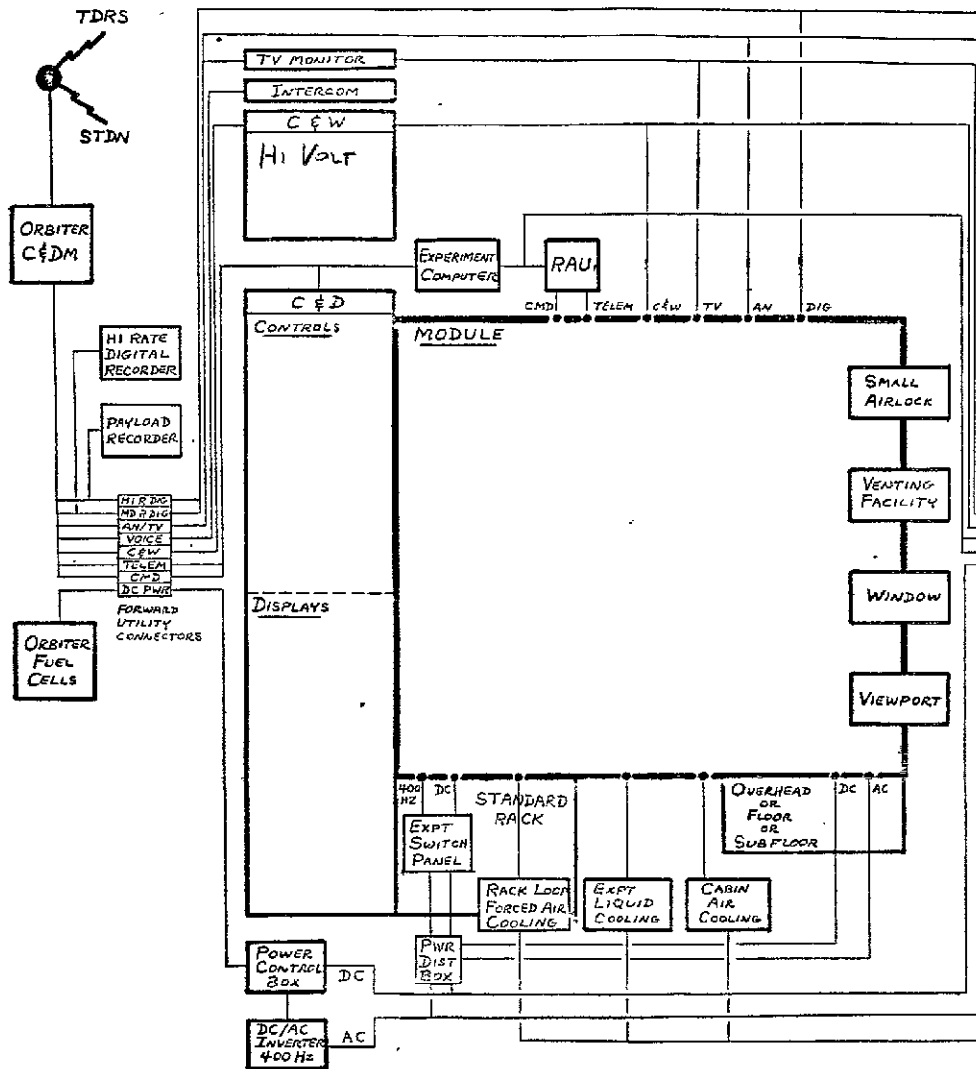 TDRS
STDN
ORBITER
C&DM
HI RATE
DIGITAL
RECORDER
PAYLOAD
RECORDER
HI R DIG
MD R DIG
AN/TV
VOICE
C&W
TELEM
CMD
DC PWR
FORWARD
UTILITY
CONNECTORS
ORBITER
FUEL
CELLS
TV MONITOR
INTERCOM
C & W
HI VOLT
EXPERIMENT
COMPUTER
RAU
C & D
CONTROLS
DISPLAYS
CMD
TELEM
C&W
TV
AN
DIG
MODULE
SMALL
AIRLOCK
VENTING
FACILITY
WINDOW
VIEWPORT
400
HZ
DC
STANDARD
RACK
EXPT
SWITCH
PANEL
RACK LOOP
FORCED AIR
COOLING
EXPT
LIQUID
COOLING
CABIN
AIR
COOLING
OVERHEAD
OR
FLOOR
OR
SUBFLOOR
DC
AC
POWER
CONTROL
BOX
DC
PWR
DIST
BOX
DC/AC
INVERTER
400 HZ
AC